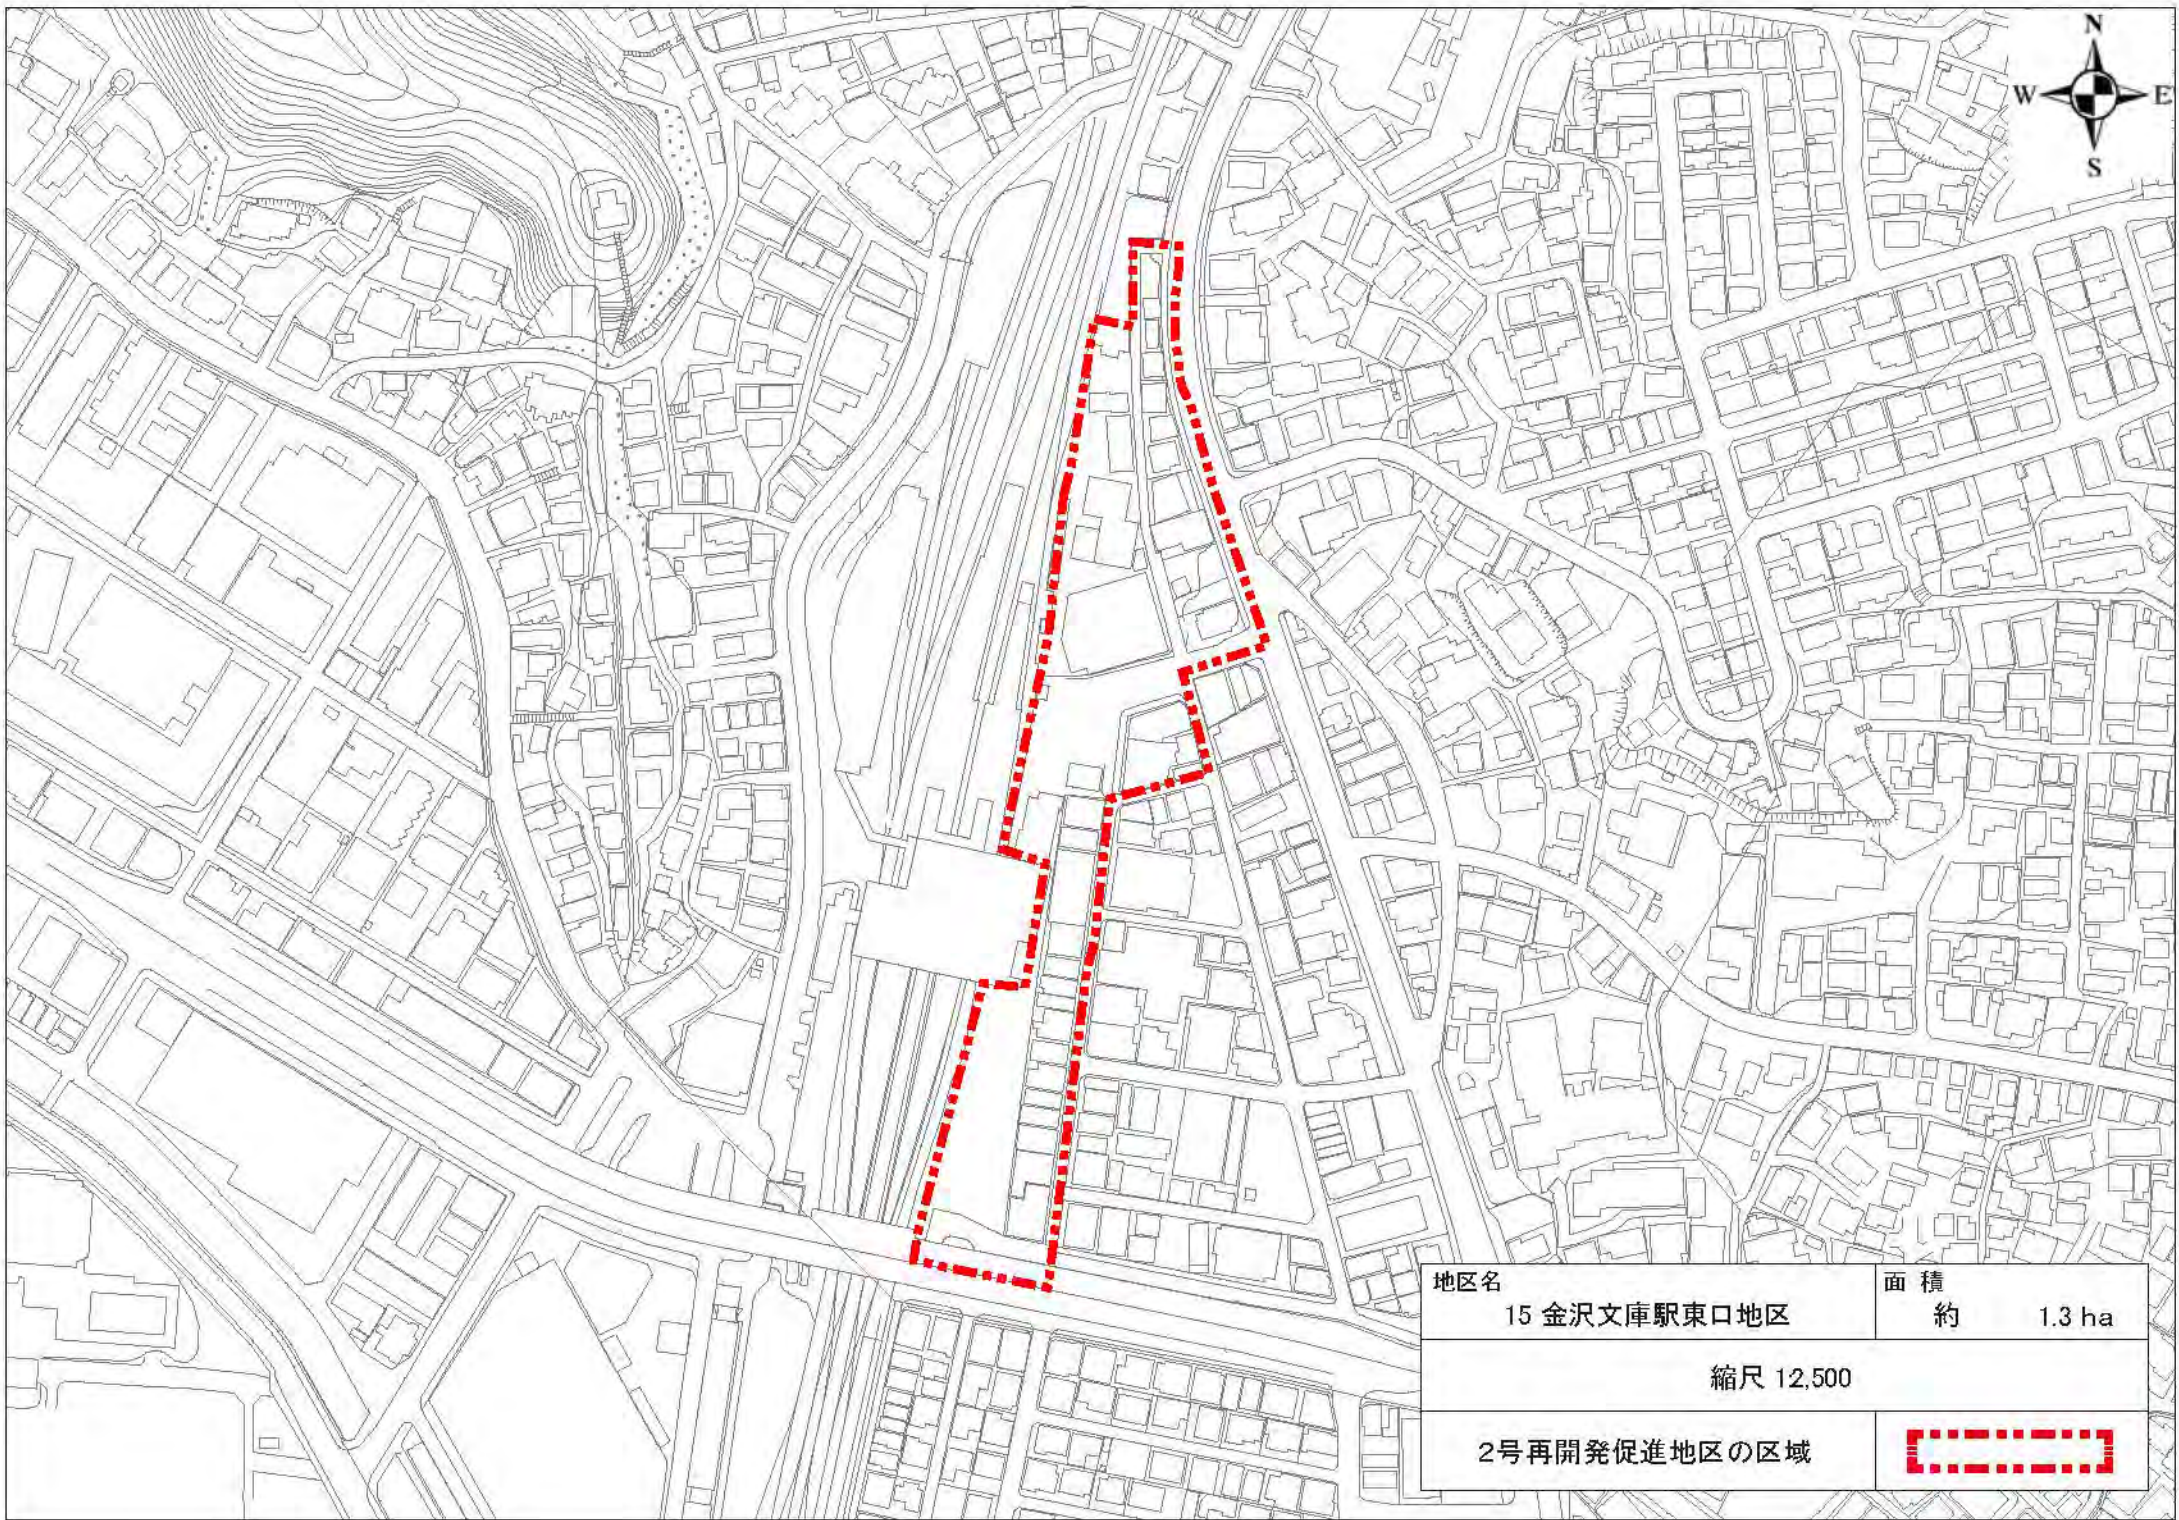 N
W E
S
地区名
15 金沢文庫駅東口地区
面 積
約 1.3 ha
縮尺 12,500
2号再開発促進地区の区域